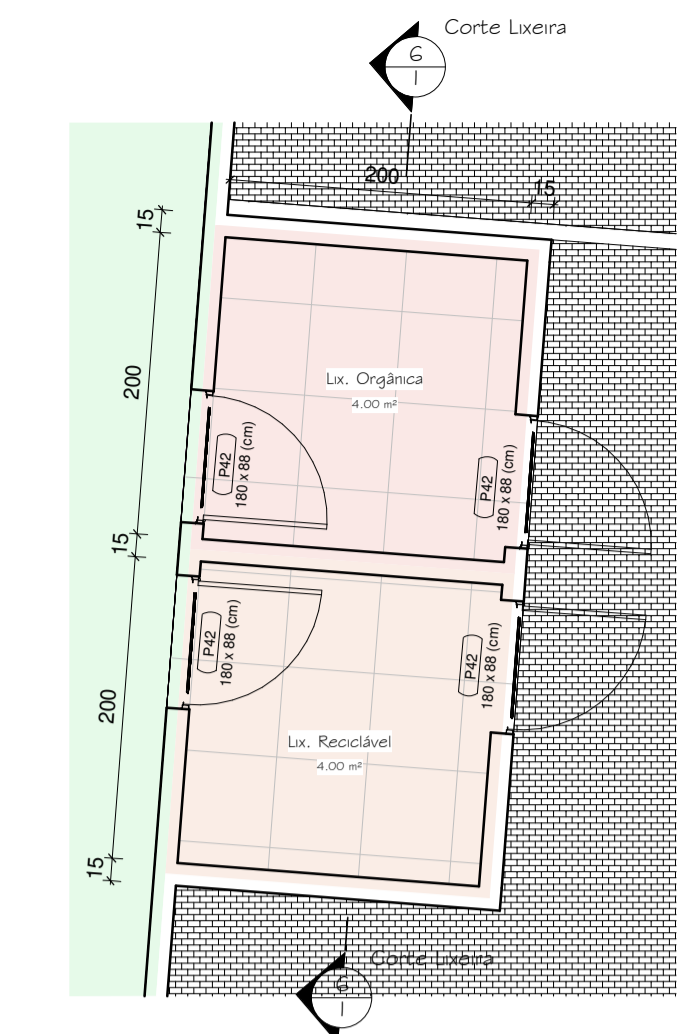 Corte Lixeira
6
1
200
15
15
200
Lix. Orgânica
4.00 m²
P42
180 x 88 (cm)
P42
180 x 88 (cm)
15
P42
180 x 88 (cm)
P42
180 x 88 (cm)
200
Lix. Reciclável
4.00 m²
15
Corte Lixeira
6
1